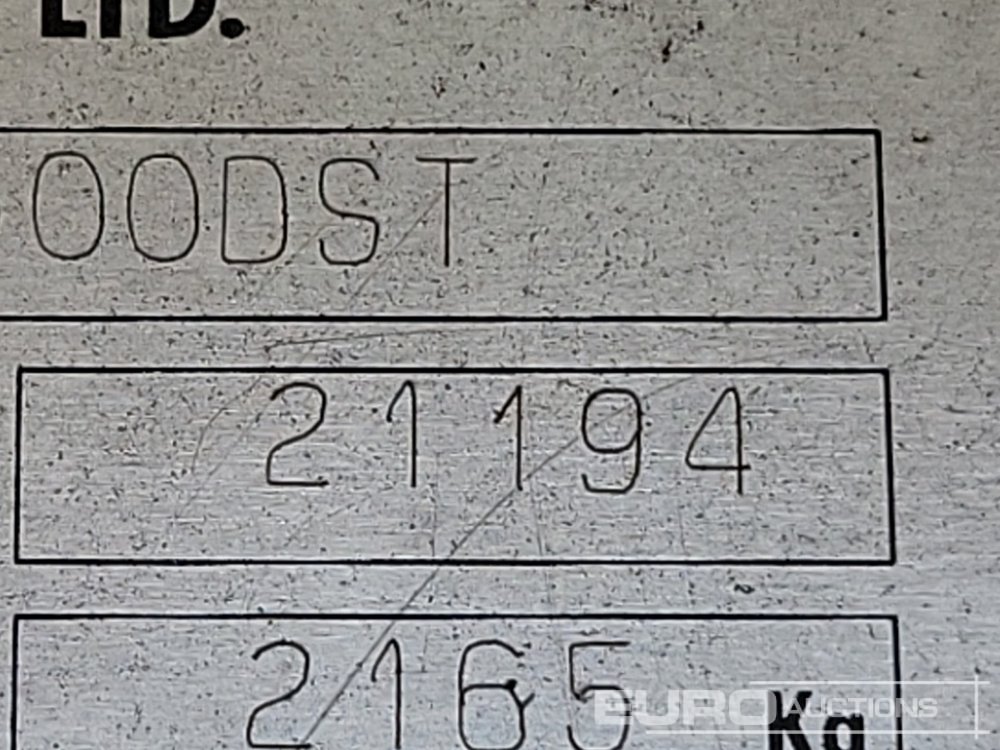 LTD.
OODST
21194
2165 Kg
EURO AUCTIONS